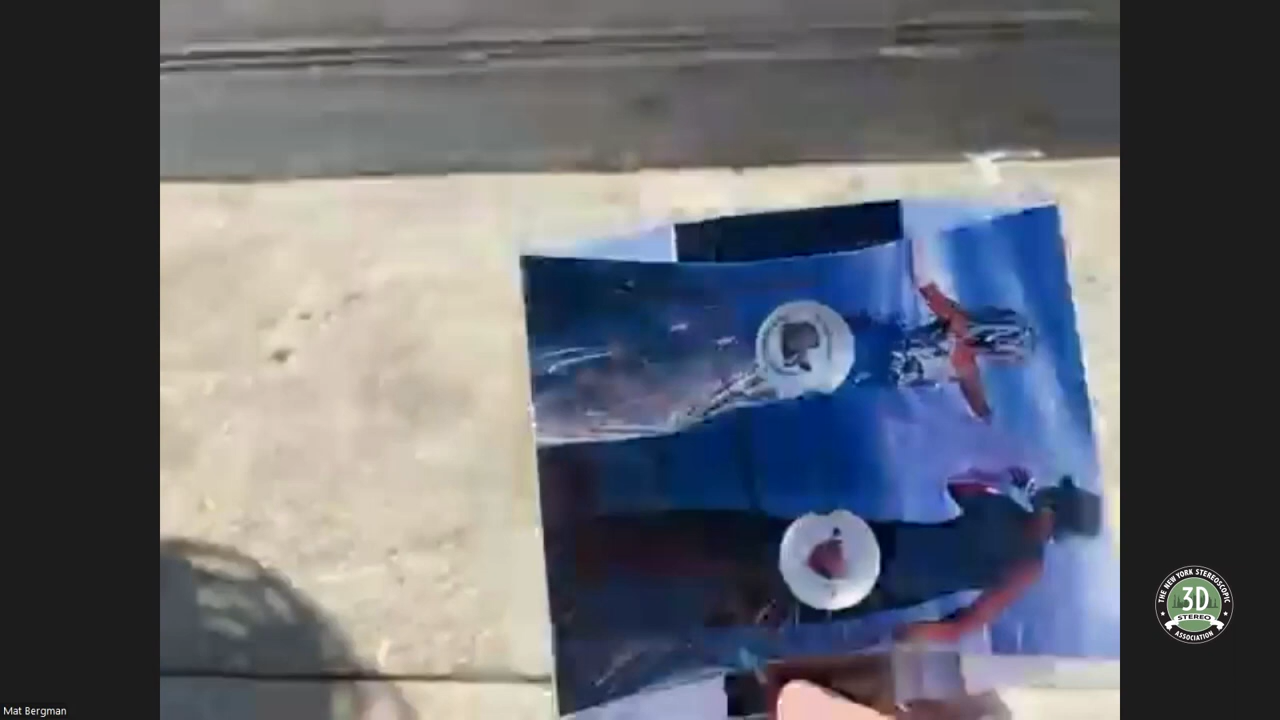 THE NEW YORK STEREOSCOPIC
3D
STEREO
ASSOCIATION
Mat Bergman